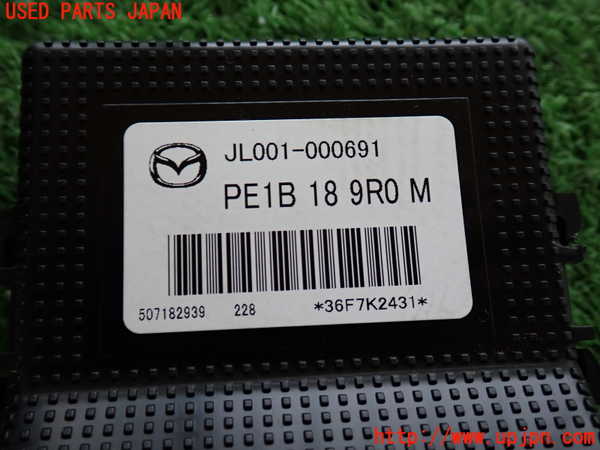 USED PARTS JAPAN
JL001-000691
PE1B 18 9R0 M
507182939 228 *36F7K2431*
http://www.upjpn.com/